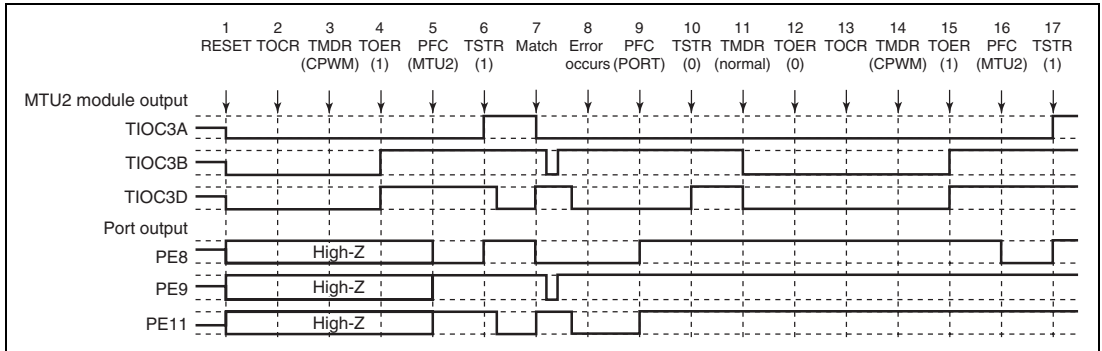 1 2 3 4 5 6 7 8 9 10 11 12 13 14 15 16 17
RESET TOCR TMDR TOER PFC TSTR Match Error PFC TSTR TMDR TOER TOCR TMDR TOER PFC TSTR
(CPWM) (1) (MTU2) (1) occurs (PORT) (0) (normal) (0) (CPWM) (1) (MTU2) (1)
MTU2 module output
TIOC3A
TIOC3B
TIOC3D
Port output
PE8 High-Z
PE9 High-Z
PE11 High-Z